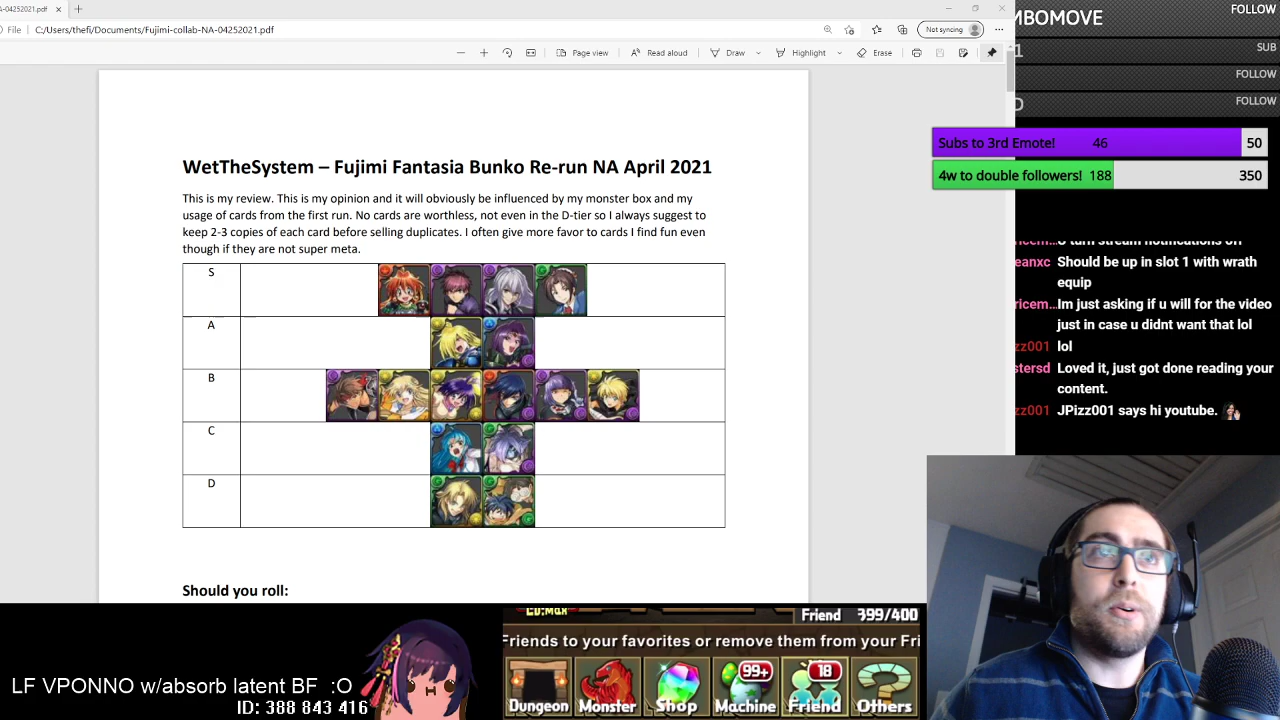 -04252021.pdf
File C:/Users/thefi/Documents/Fujimi-collab-NA-04252021.pdf Not syncing
Page view Read aloud Draw Highlight Erase
WetTheSystem – Fujimi Fantasia Bunko Re-run NA April 2021
This is my review. This is my opinion and it will obviously be influenced by my monster box and my
usage of cards from the first run. No cards are worthless, not even in the D-tier so I always suggest to
keep 2-3 copies of each card before selling duplicates. I often give more favor to cards I find fun even
though if they are not super meta.
S
A
B
C
D
Should you roll:
MBOMOVE FOLLOW
1 SUB
FOLLOW
D FOLLOW
Subs to 3rd Emote! 46 50
4w to double followers! 188 350
eanxc Should be up in slot 1 with wrath
equip
ricem... Im just asking if u will for the video
just in case u didnt want that lol
zz001 lol
stersd Loved it, just got done reading your
content.
zz001 JPizz001 says hi youtube.
LF VPONNO w/absorb latent BF :O
ID: 388 843 416
Friend 399/400
Friends to your favorites or remove them from your Fri
99+ 18
Dungeon Monster Shop Machine Friend Others